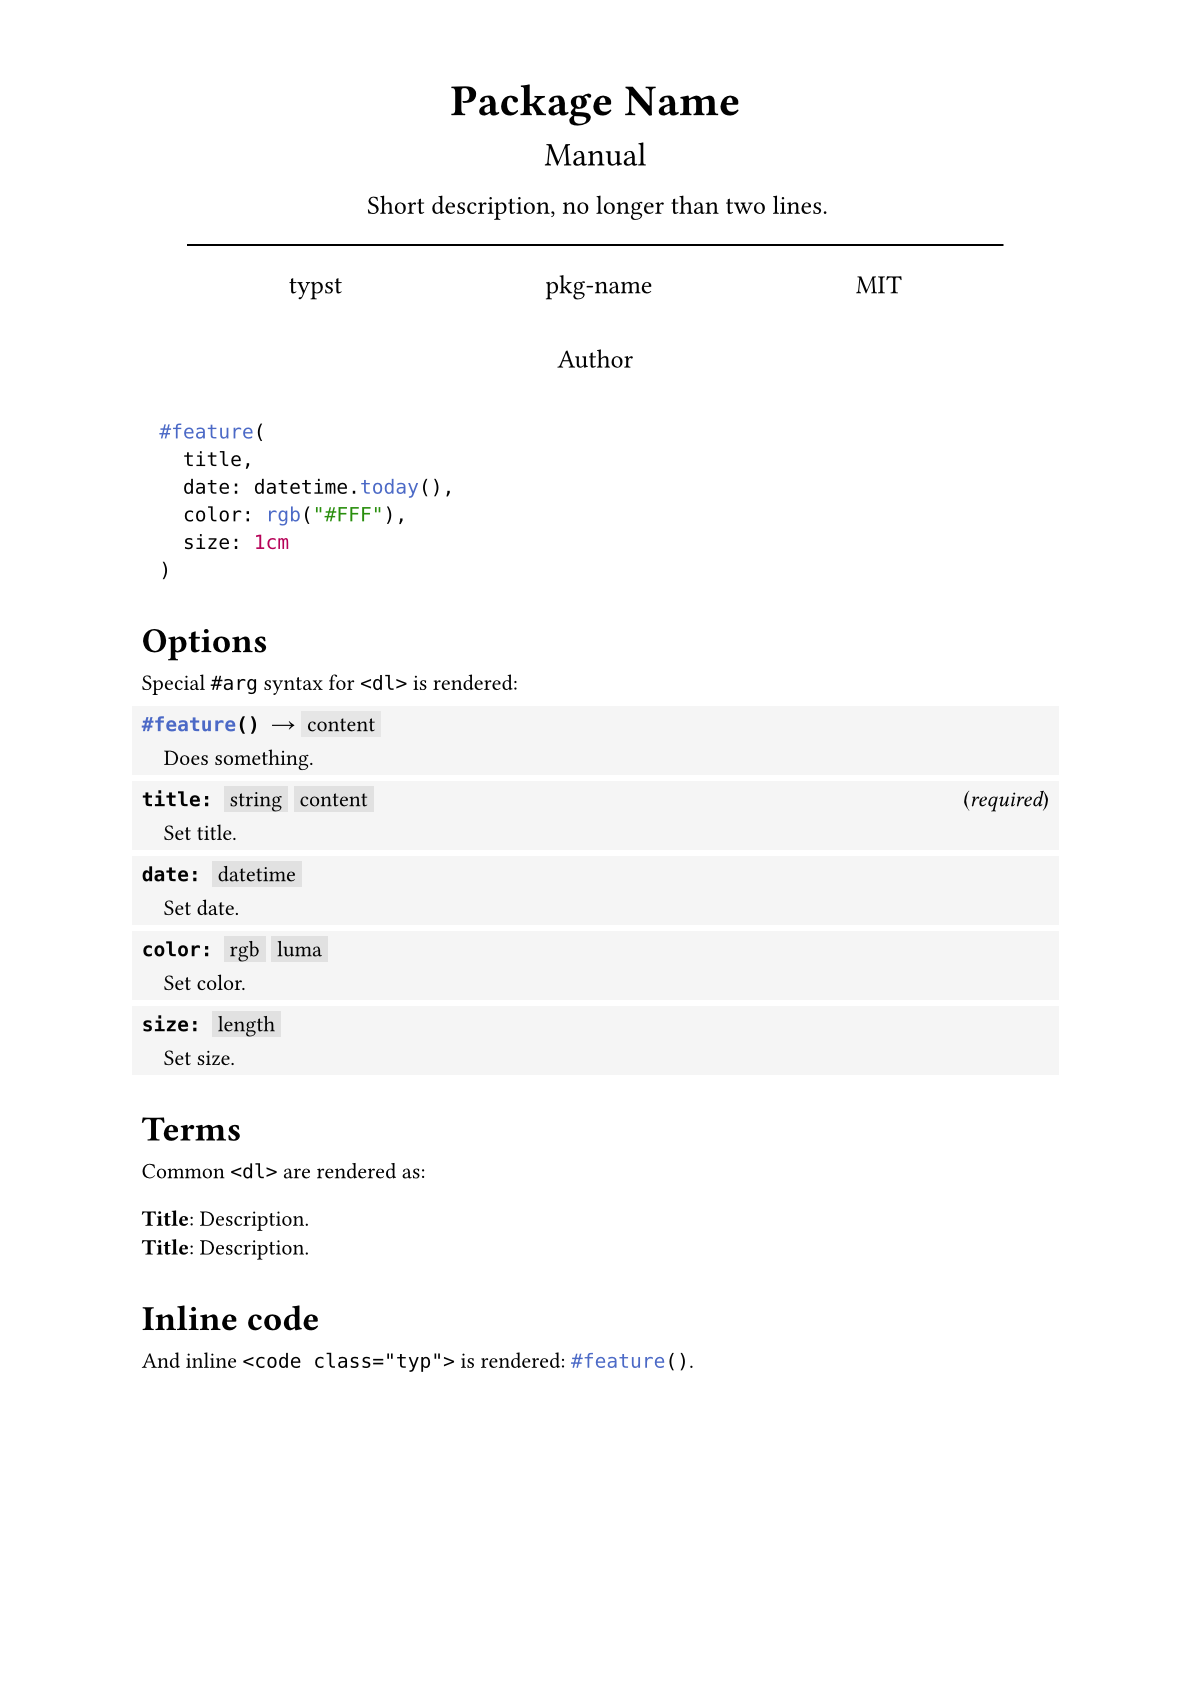 Package Name
Manual
Short description, no longer than two lines.
typst pkg-name MIT
Author
#feature(
  title,
  date: datetime.today(),
  color: rgb("#FFF"),
  size: 1cm
)
Options
Special #arg syntax for <dl> is rendered:
#feature() → content
Does something.
title: string content (required)
Set title.
date: datetime
Set date.
color: rgb luma
Set color.
size: length
Set size.
Terms
Common <dl> are rendered as:
Title: Description.
Title: Description.
Inline code
And inline <code class="typ"> is rendered: #feature().